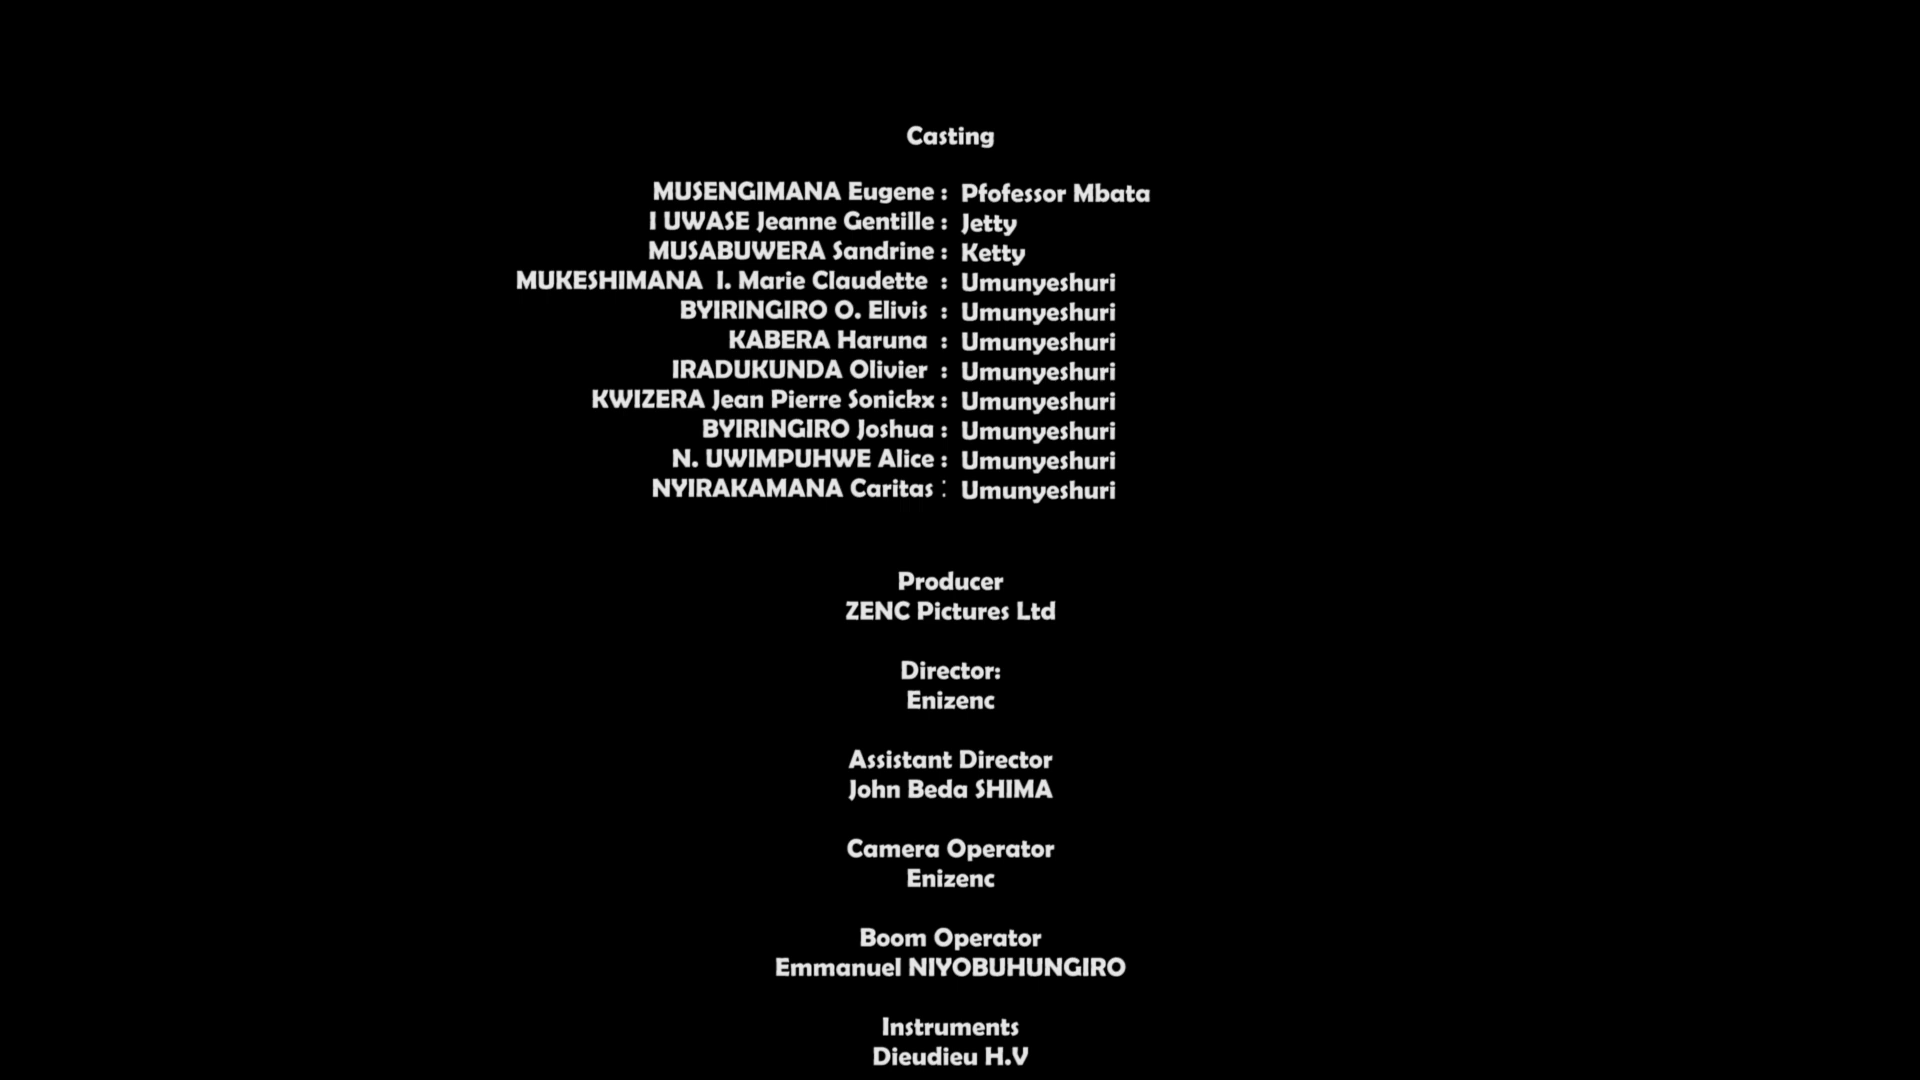 Casting
MUSENGIMANA Eugene : Pfofessor Mbata
I UWASE Jeanne Gentille : Jetty
MUSABUWERA Sandrine : Ketty
MUKESHIMANA I. Marie Claudette : Umunyeshuri
BYIRINGIRO O. Elivis : Umunyeshuri
KABERA Haruna : Umunyeshuri
IRADUKUNDA Olivier : Umunyeshuri
KWIZERA Jean Pierre Sonickx : Umunyeshuri
BYIRINGIRO Joshua : Umunyeshuri
N. UWIMPUHWE Alice : Umunyeshuri
NYIRAKAMANA Caritas : Umunyeshuri
Producer
ZENC Pictures Ltd
Director:
Enizenc
Assistant Director
John Beda SHIMA
Camera Operator
Enizenc
Boom Operator
Emmanuel NIYOBUHUNGIRO
Instruments
Dieudieu H.V